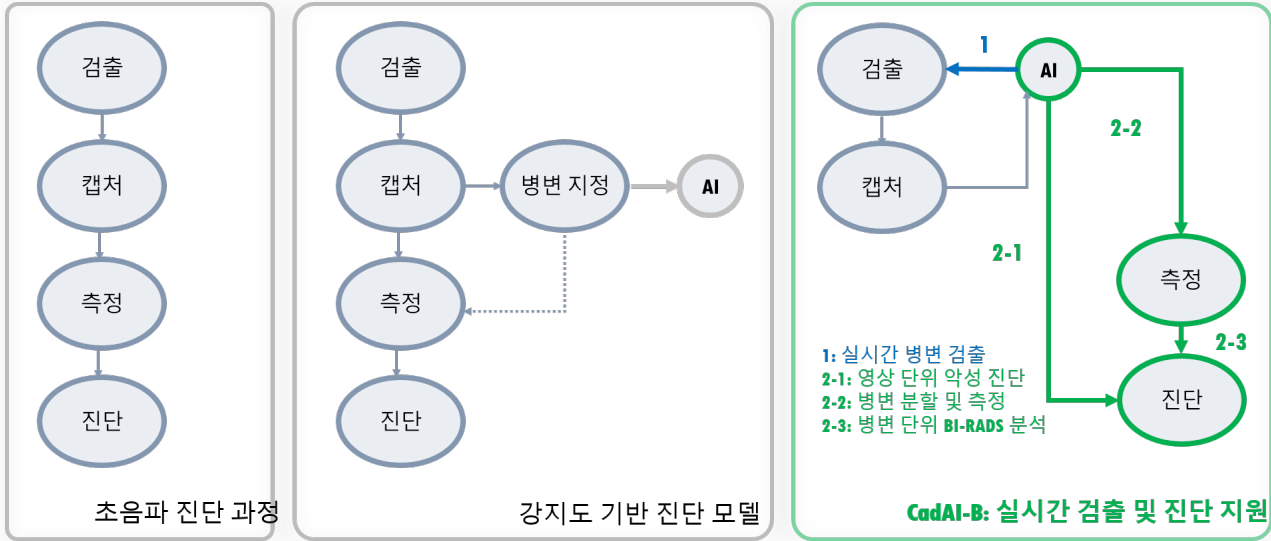 검출
캡처
측정
진단
초음파 진단 과정
검출
캡처
병변 지정
AI
측정
진단
강지도 기반 진단 모델
검출
1
AI
2-2
캡처
2-1
측정
2-3
진단
1: 실시간 병변 검출
2-1: 영상 단위 악성 진단
2-2: 병변 분할 및 측정
2-3: 병변 단위 BI-RADS 분석
CadAI-B: 실시간 검출 및 진단 지원